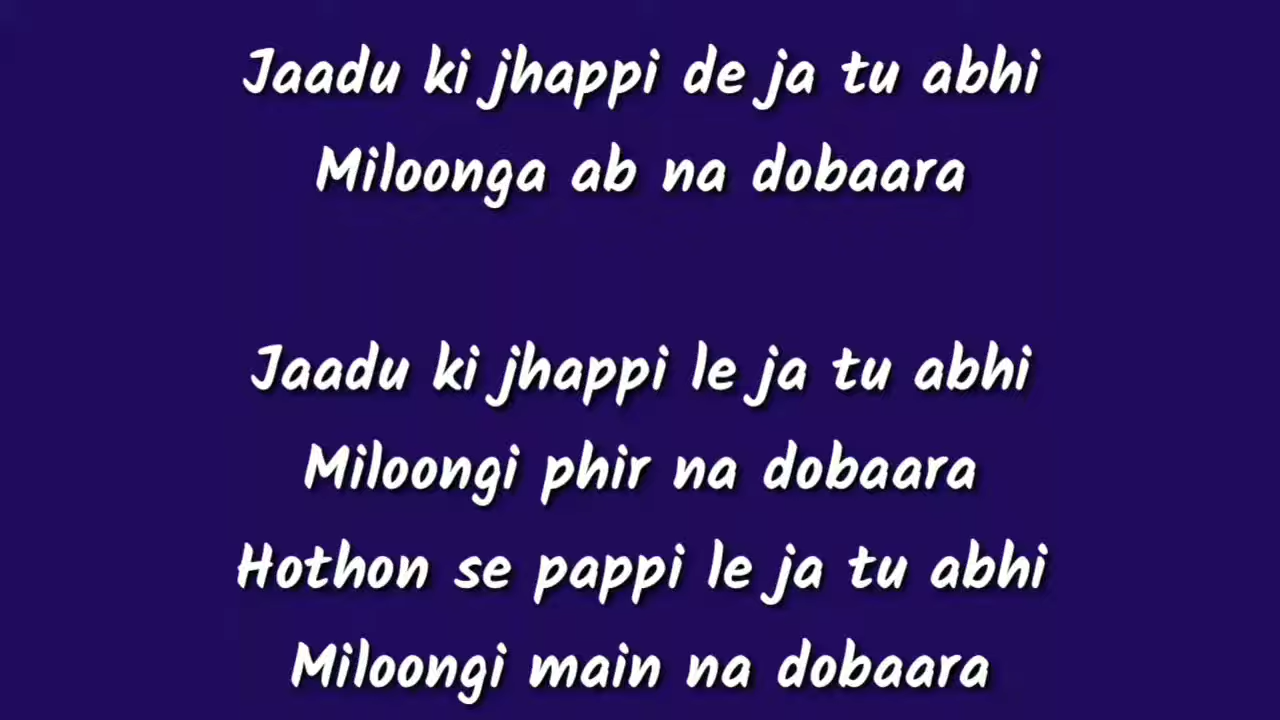 Jaadu ki jhappi de ja tu abhi
Miloonga ab na dobaara
Jaadu ki jhappi le ja tu abhi
Miloongi phir na dobaara
Hothon se pappi le ja tu abhi
Miloongi main na dobaara